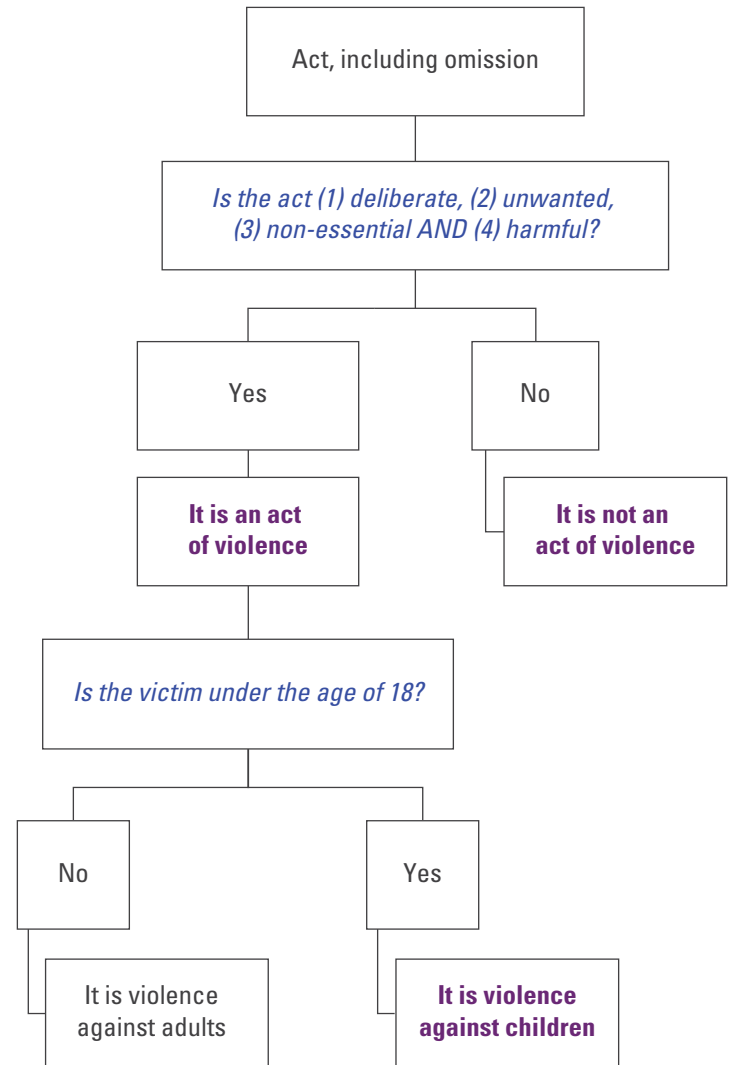 Act, including omission
Is the act (1) deliberate, (2) unwanted,
(3) non-essential AND (4) harmful?
Yes
No
It is an act
of violence
It is not an
act of violence
Is the victim under the age of 18?
No
Yes
It is violence
against adults
It is violence
against children